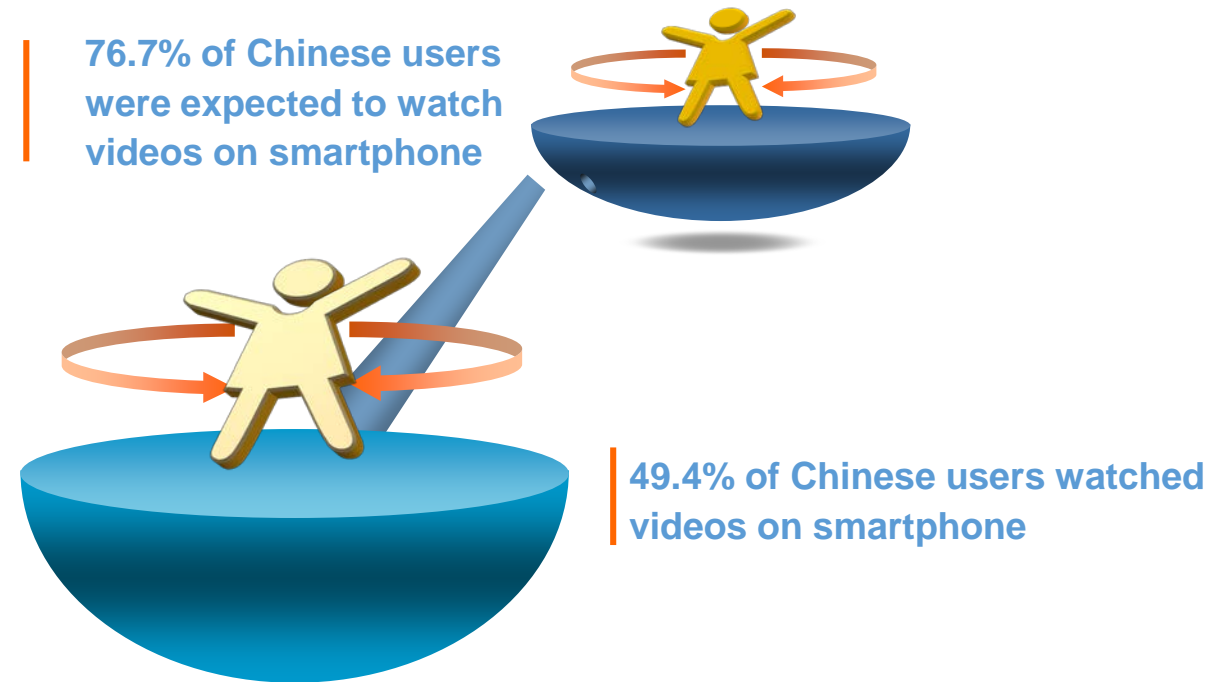 76.7% of Chinese users
were expected to watch
videos on smartphone
49.4% of Chinese users watched
videos on smartphone